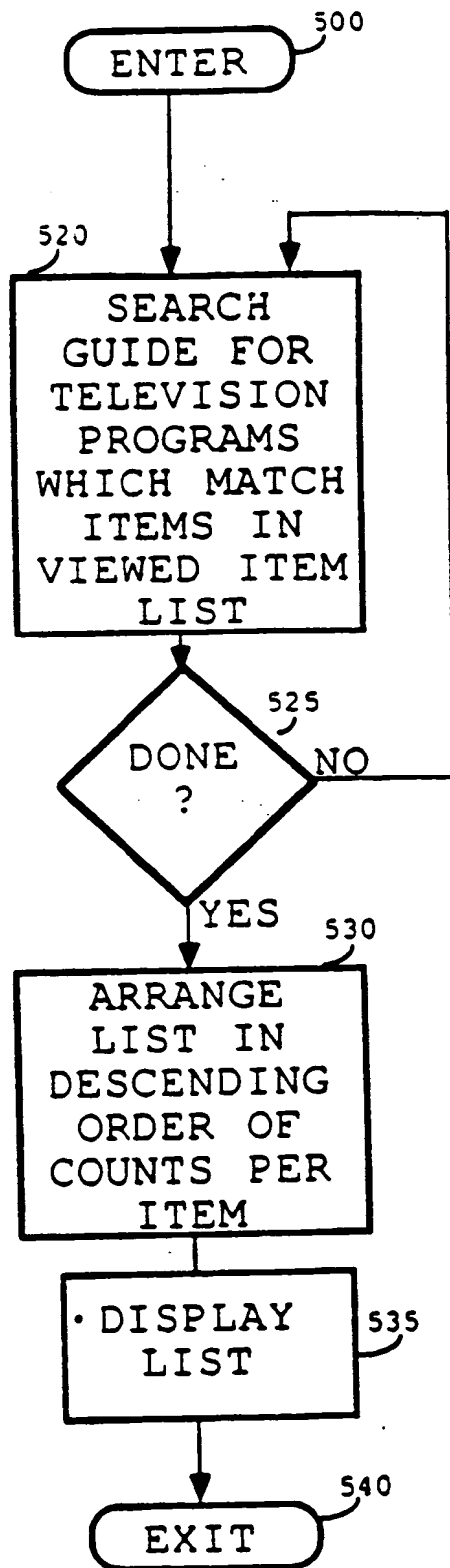 500
ENTER
520
SEARCH
GUIDE FOR
TELEVISION
PROGRAMS
WHICH MATCH
ITEMS IN
VIEWED ITEM
LIST
525
DONE
?
NO
YES
530
ARRANGE
LIST IN
DESCENDING
ORDER OF
COUNTS PER
ITEM
DISPLAY
LIST
535
540
EXIT